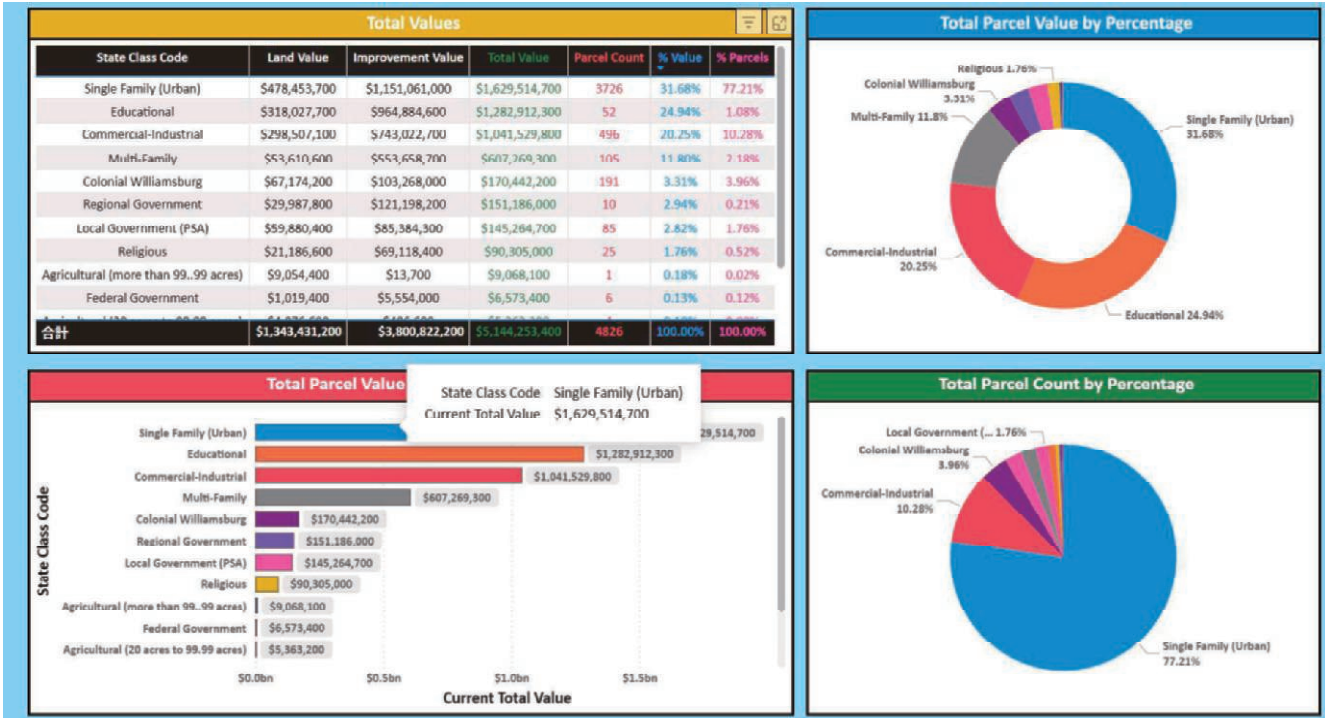 Total Values
State Class Code Land Value Improvement Value Total Value Parcel Count % Value % Parcels
Single Family (Urban) $478,453,700 $1,151,061,000 $1,629,514,700 3726 31.68% 77.21%
Educational $318,027,700 $964,884,600 $1,282,912,300 52 24.94% 1.08%
Commercial-Industrial $298,507,100 $743,022,700 $1,041,529,800 496 20.25% 10.28%
Multi-Family $53,610,600 $553,658,700 $607,269,300 105 11.80% 2.18%
Colonial Williamsburg $67,174,200 $103,268,000 $170,442,200 191 3.31% 3.96%
Regional Government $29,987,800 $121,198,200 $151,186,000 10 2.94% 0.21%
Local Government (PSA) $59,880,400 $85,384,300 $145,264,700 85 2.82% 1.76%
Religious $21,186,600 $69,118,400 $90,305,000 25 1.76% 0.52%
Agricultural (more than 99..99 acres) $9,054,400 $13,700 $9,068,100 1 0.18% 0.02%
Federal Government $1,019,400 $5,554,000 $6,573,400 6 0.13% 0.12%
合計 $1,343,431,200 $3,800,822,200 $5,144,253,400 4826 100.00% 100.00%
Total Parcel Value by Percentage
Religious 1.76%
Colonial Williamsburg
3.31%
Multi-Family 11.8%
Single Family (Urban)
31.68%
Commercial-Industrial
20.25%
Educational 24.94%
Total Parcel Value
State Class Code Single Family (Urban)
Current Total Value $1,629,514,700
Single Family (Urban) 29,514,700
Educational $1,282,912,300
Commercial-Industrial $1,041,529,800
Multi-Family $607,269,300
Colonial Williamsburg $170,442,200
Regional Government $151,186,000
Local Government (PSA) $145,264,700
Religious $90,305,000
Agricultural (more than 99..99 acres) $9,068,100
Federal Government $6,573,400
Agricultural (20 acres to 99.99 acres) $5,363,200
State Class Code
$0.0bn $0.5bn $1.0bn $1.5bn
Current Total Value
Total Parcel Count by Percentage
Local Government (... 1.76%
Colonial Williamsburg
3.96%
Commercial-Industrial
10.28%
Single Family (Urban)
77.21%